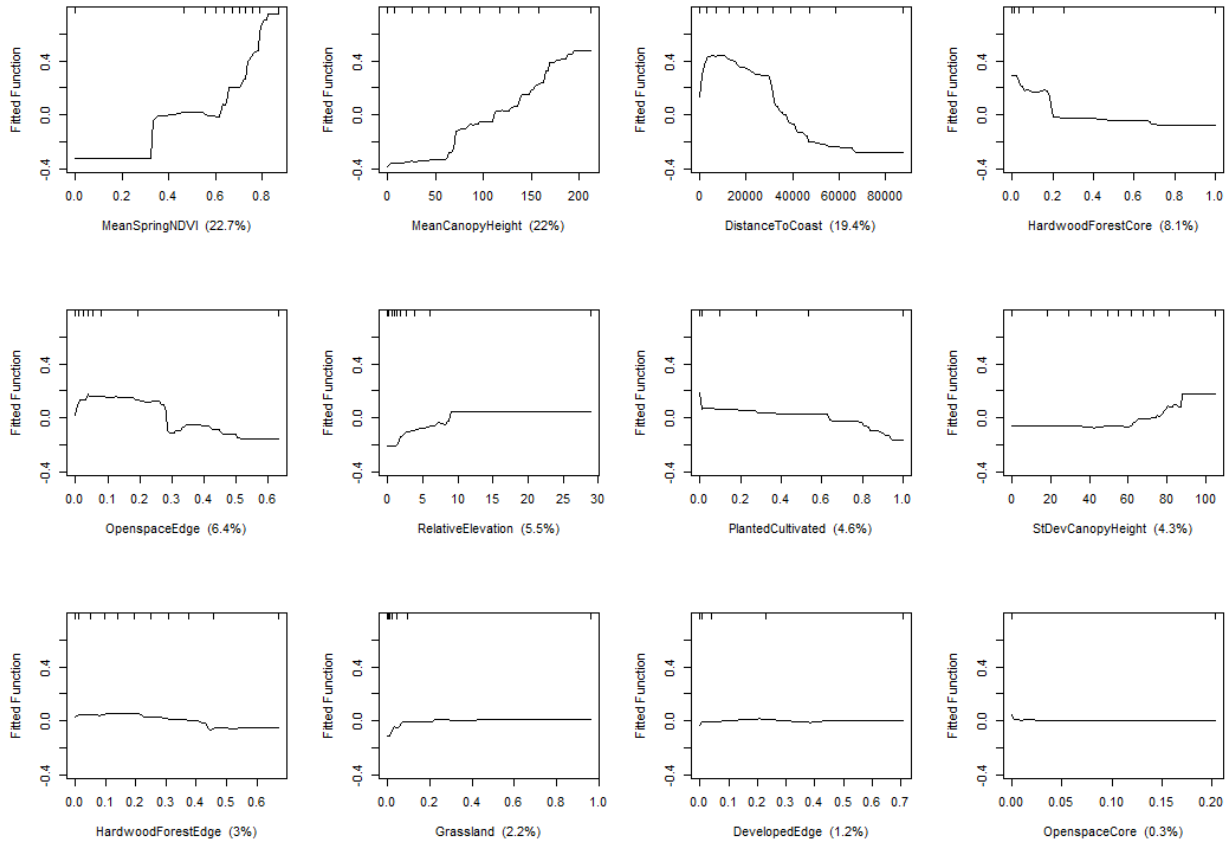 Fitted Function
0.4
0.0
-0.4
0.0 0.2 0.4 0.6 0.8
MeanSpringNDVI (22.7%)
Fitted Function
0.4
0.0
-0.4
0 50 100 150 200
MeanCanopyHeight (22%)
Fitted Function
0.4
0.0
-0.4
0 20000 40000 60000 80000
DistanceToCoast (19.4%)
Fitted Function
0.4
0.0
-0.4
0.0 0.2 0.4 0.6 0.8 1.0
HardwoodForestCore (8.1%)
Fitted Function
0.4
0.0
-0.4
0.0 0.1 0.2 0.3 0.4 0.5 0.6
OpenspaceEdge (6.4%)
Fitted Function
0.4
0.0
-0.4
0 5 10 15 20 25 30
RelativeElevation (5.5%)
Fitted Function
0.4
0.0
-0.4
0.0 0.2 0.4 0.6 0.8 1.0
PlantedCultivated (4.6%)
Fitted Function
0.4
0.0
-0.4
0 20 40 60 80 100
StDevCanopyHeight (4.3%)
Fitted Function
0.4
0.0
-0.4
0.0 0.1 0.2 0.3 0.4 0.5 0.6
HardwoodForestEdge (3%)
Fitted Function
0.4
0.0
-0.4
0.0 0.2 0.4 0.6 0.8 1.0
Grassland (2.2%)
Fitted Function
0.4
0.0
-0.4
0.0 0.1 0.2 0.3 0.4 0.5 0.6 0.7
DevelopedEdge (1.2%)
Fitted Function
0.4
0.0
-0.4
0.00 0.05 0.10 0.15 0.20
OpenspaceCore (0.3%)